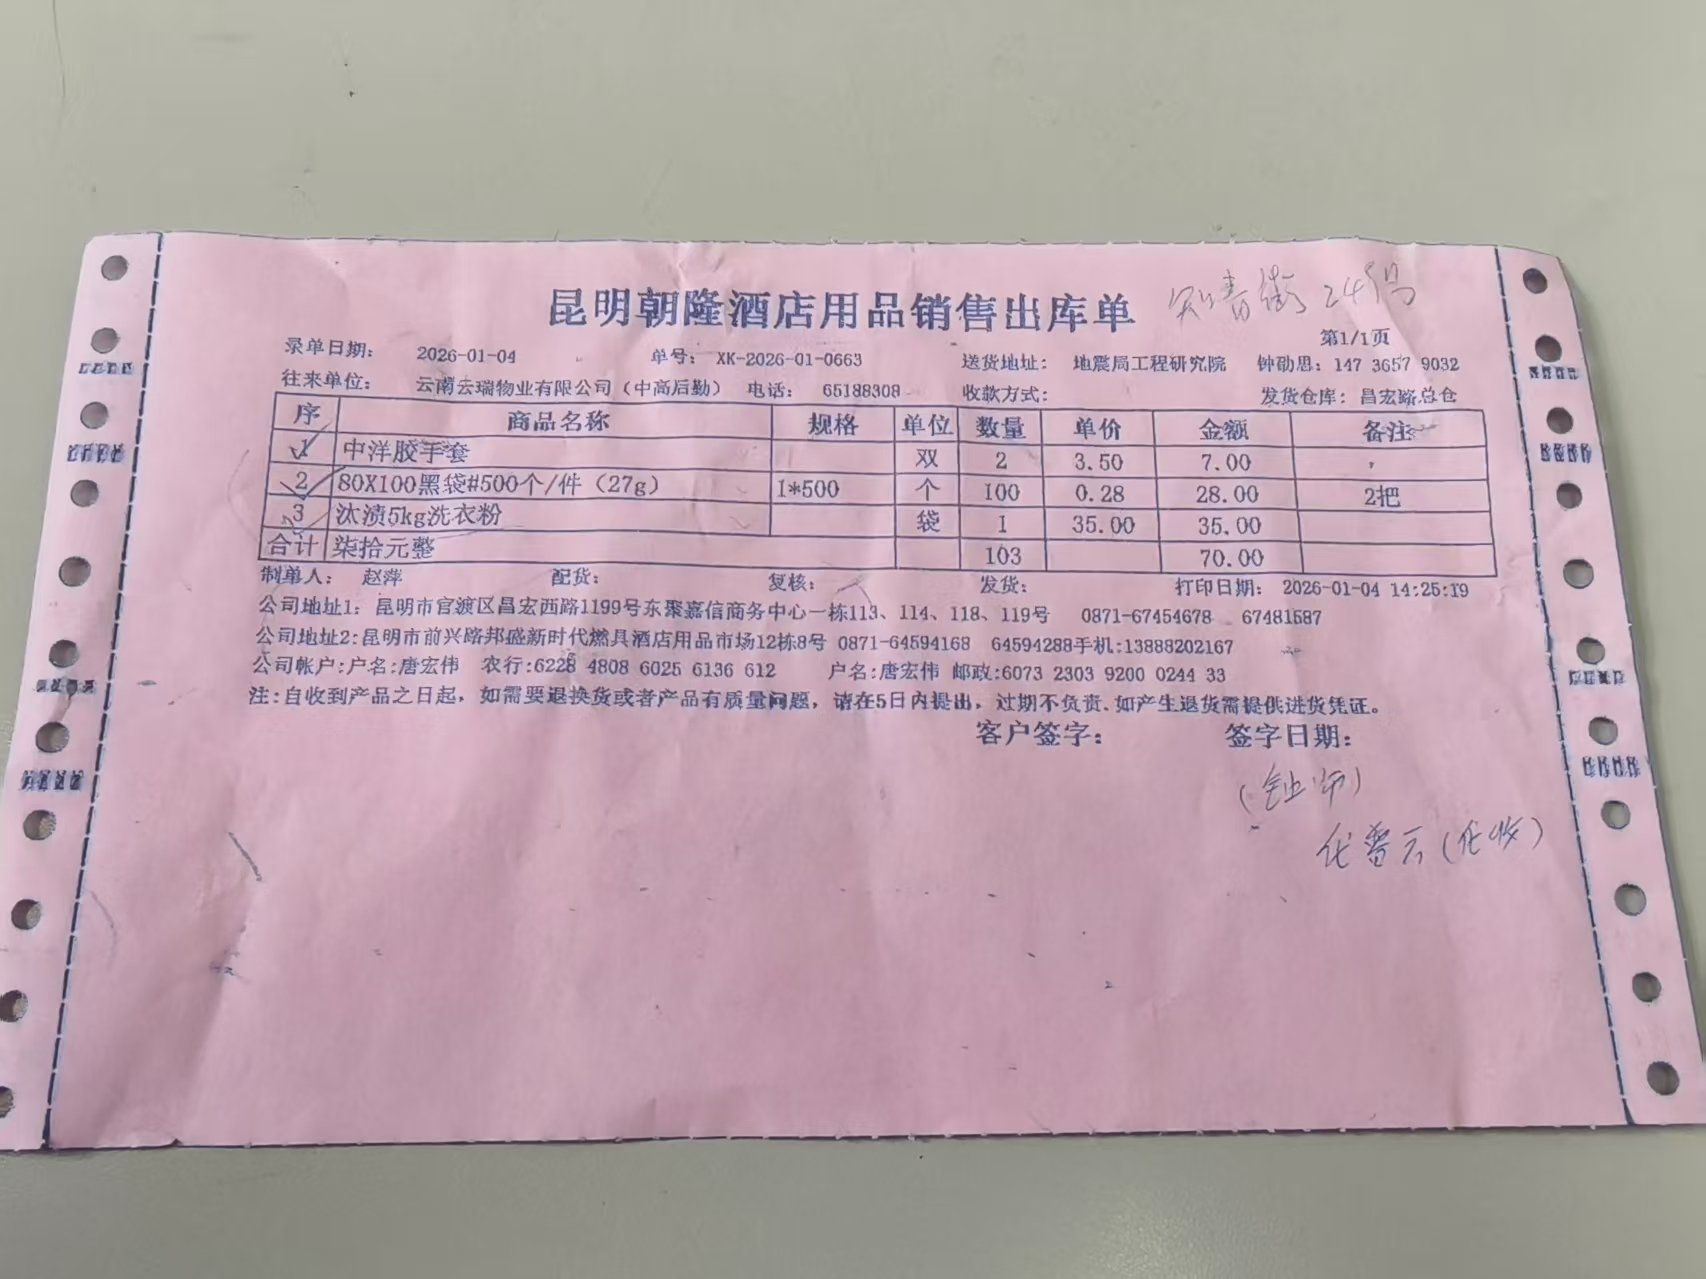 昆明朝隆酒店用品销售出库单
第1/1页
录单日期： 2026-01-04 单号： XK-2026-01-0663 送货地址： 地震局工程研究院 钟劭思：147 3657 9032
往来单位： 云南云瑞物业有限公司（中高后勤） 电话： 65188308 收款方式： 发货仓库：昌宏路总仓
序 商品名称 规格 单位 数量 单价 金额 备注
1 中洋胶手套 双 2 3.50 7.00
2 80X100黑袋#500个/件（27g） 1*500 个 100 0.28 28.00 2把
3 汰渍5kg洗衣粉 袋 1 35.00 35.00
合计 柒拾元整 103 70.00
制单人： 赵萍 配货： 复核： 发货： 打印日期： 2026-01-04 14:25:19
公司地址1：昆明市官渡区昌宏西路1199号东聚嘉信商务中心一栋113、114、118、119号 0871-67454678 67481587
公司地址2:昆明市前兴路邦盛新时代燃具酒店用品市场12栋8号 0871-64594168 64594288手机:13888202167
公司帐户:户名:唐宏伟 农行:6228 4808 6025 6136 612 户名:唐宏伟 邮政:6073 2303 9200 0244 33
注:自收到产品之日起，如需要退换货或者产品有质量问题，请在5日内提出，过期不负责.如产生退货需提供进货凭证。
客户签字： 签字日期：